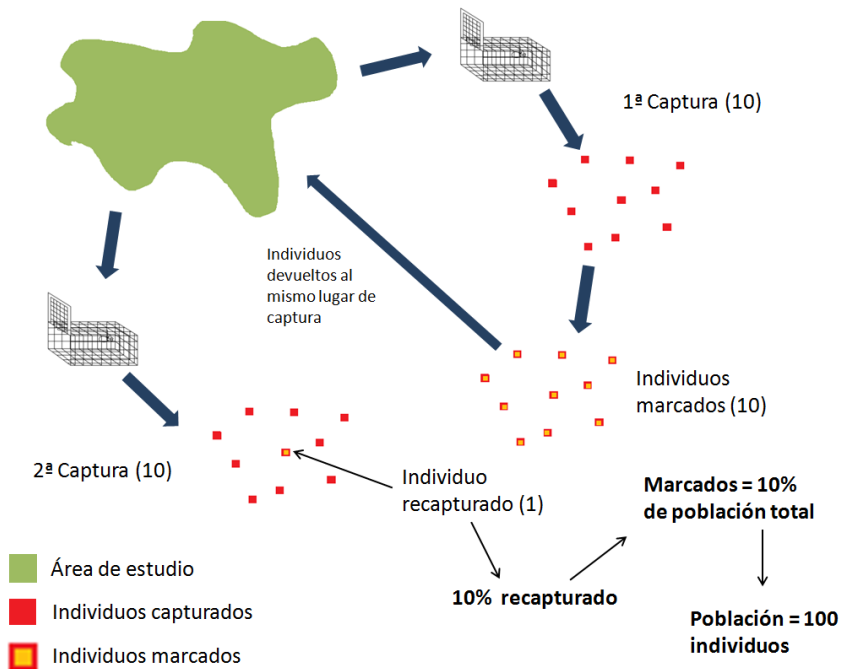 1ª Captura (10)
Individuos
devueltos al
mismo lugar de
captura
Individuos
marcados (10)
2ª Captura (10)
Individuo
recapturado (1)
Marcados = 10%
de población total
10% recapturado
Población = 100
individuos
Área de estudio
Individuos capturados
Individuos marcados